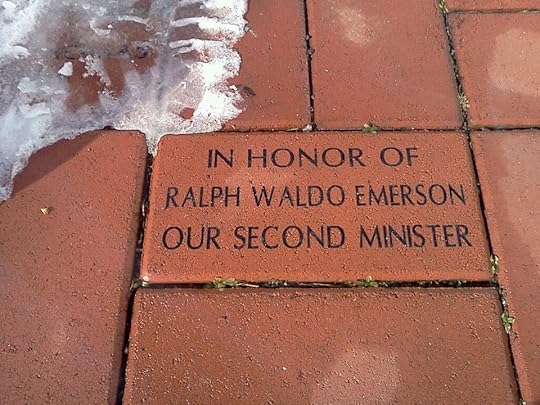 IN HONOR OF
RALPH WALDO EMERSON
OUR SECOND MINISTER